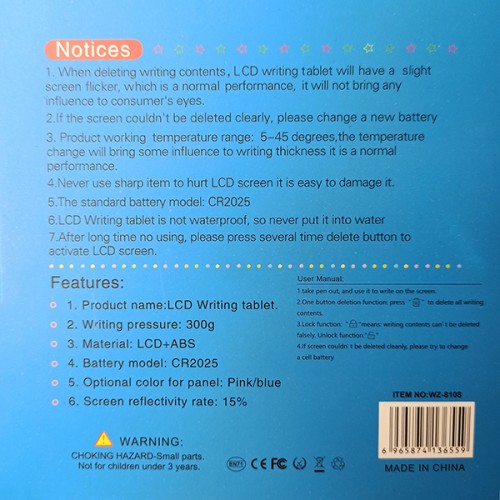 Notices
1. When deleting writing contents, LCD writing tablet will have a slight
screen flicker, which is a normal performance, it will not bring any
influence to consumer's eyes.
2.If the screen couldn't be deleted clearly, please change a new battery
3. Product working temperature range: 5-45 degrees,the temperature
change will bring some influence to writing thickness it is a normal
performance.
4.Never use sharp item to hurt LCD screen it is easy to damage it.
5.The standard battery model: CR2025
6.LCD Writing tablet is not waterproof, so never put it into water
7.After long time no using, please press several time delete button to
activate LCD screen.
Features:
1. Product name:LCD Writing tablet.
2. Writing pressure: 300g
3. Material: LCD+ABS
4. Battery model: CR2025
5. Optional color for panel: Pink/blue
6. Screen reflectivity rate: 15%
User Manual:
1.take pen out, and use it to write on the screen.
2.One button deletion function: press " " to delete all writing
contents.
3.Lock function: " "means writing contents can't be deleted
falsely. Unlock function" "
4.If screen couldn't be deleted clearly, please try to change
a cell battery
ITEM NO:WZ-8108
6 965874 136559
MADE IN CHINA
WARNING:
CHOKING HAZARD-Small parts.
Not for children under 3 years.
EN71 CE FC